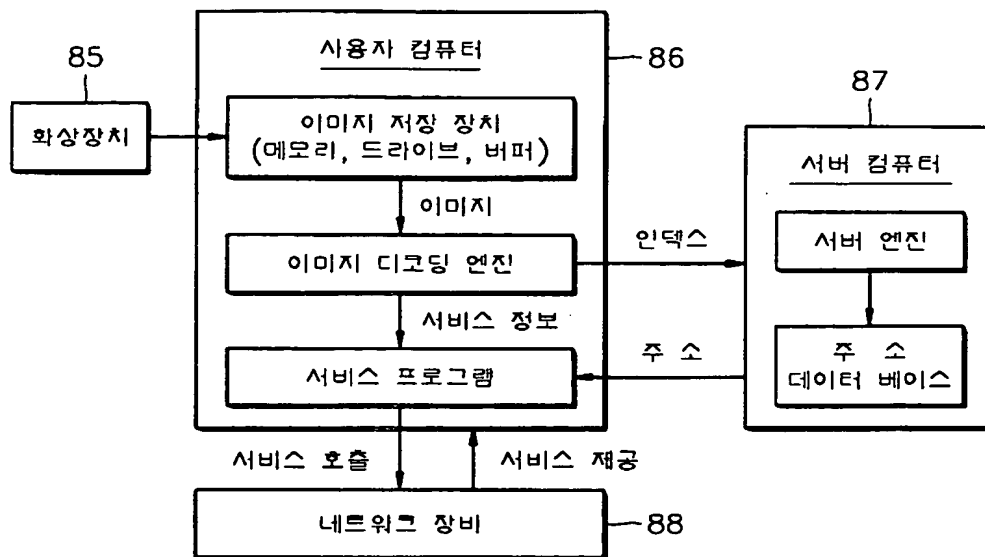 85
화상장치
사용자 컴퓨터
86
이미지 저장 장치
(메모리, 드라이브, 버퍼)
이미지
이미지 디코딩 엔진
서비스 정보
서비스 프로그램
인덱스
주 소
87
서버 컴퓨터
서버 엔진
주 소
데이터 베이스
서비스 호출
서비스 제공
네트워크 장비
88